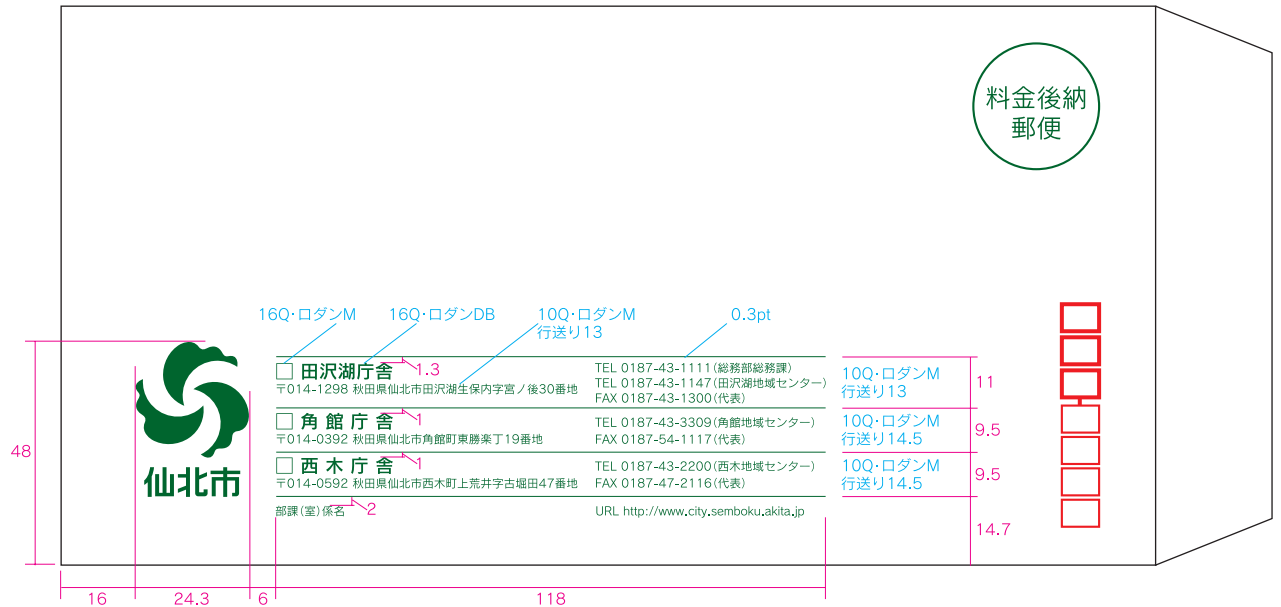 料金後納
郵便
16Q・ロダンM
16Q・ロダンDB
10Q・ロダンM
行送り13
0.3pt
田沢湖庁舎
1.3
〒014-1298 秋田県仙北市田沢湖生保内字宮ノ後30番地
TEL 0187-43-1111(総務部総務課)
TEL 0187-43-1147(田沢湖地域センター)
FAX 0187-43-1300(代表)
10Q・ロダンM
行送り13
11
角館庁舎
1
〒014-0392 秋田県仙北市角館町東勝楽丁19番地
TEL 0187-43-3309(角館地域センター)
FAX 0187-54-1117(代表)
10Q・ロダンM
行送り14.5
9.5
西木庁舎
1
〒014-0592 秋田県仙北市西木町上荒井字古堀田47番地
TEL 0187-43-2200(西木地域センター)
FAX 0187-47-2116(代表)
10Q・ロダンM
行送り14.5
9.5
48
仙北市
部課(室)係名
2
URL http://www.city.semboku.akita.jp
14.7
16
24.3
6
118